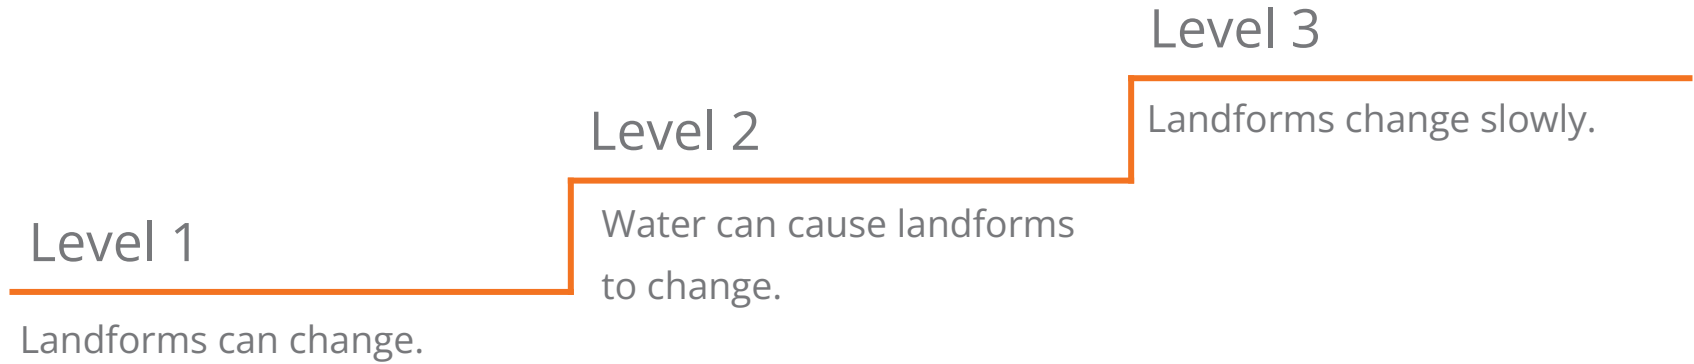 Level 1
Landforms can change.
Level 2
Water can cause landforms
to change.
Level 3
Landforms change slowly.